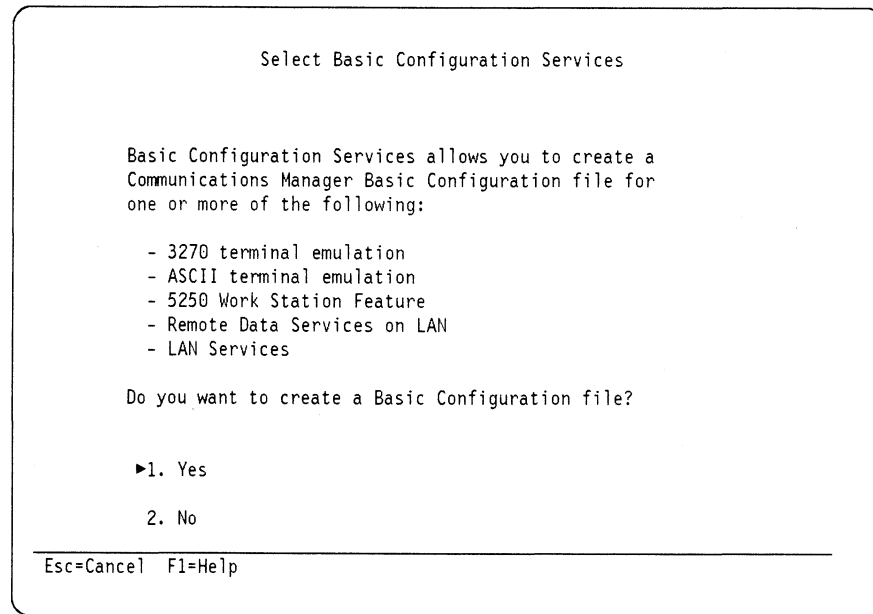 Select Basic Configuration Services
Basic Configuration Services allows you to create a
Communications Manager Basic Configuration file for
one or more of the following:
- 3270 terminal emulation
- ASCII terminal emulation
- 5250 Work Station Feature
- Remote Data Services on LAN
- LAN Services
Do you want to create a Basic Configuration file?
►1. Yes
2. No
Esc=Cancel F1=Help